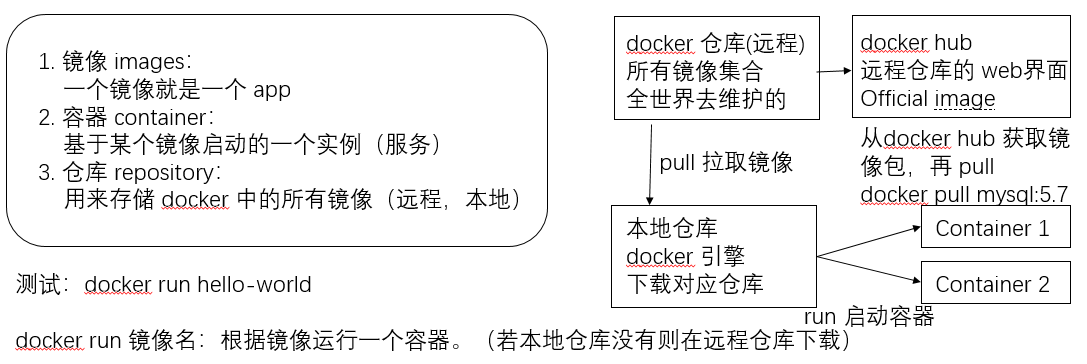 1. 镜像 images：
一个镜像就是一个 app
2. 容器 container：
基于某个镜像启动的一个实例（服务）
3. 仓库 repository：
用来存储 docker 中的所有镜像（远程，本地）
测试：docker run hello-world
docker run 镜像名：根据镜像运行一个容器。（若本地仓库没有则在远程仓库下载）
docker 仓库(远程)
所有镜像集合
全世界去维护的
docker hub
远程仓库的 web界面
Official image
pull 拉取镜像
从docker hub 获取镜
像包，再 pull
docker pull mysql:5.7
本地仓库
docker 引擎
下载对应仓库
Container 1
Container 2
run 启动容器